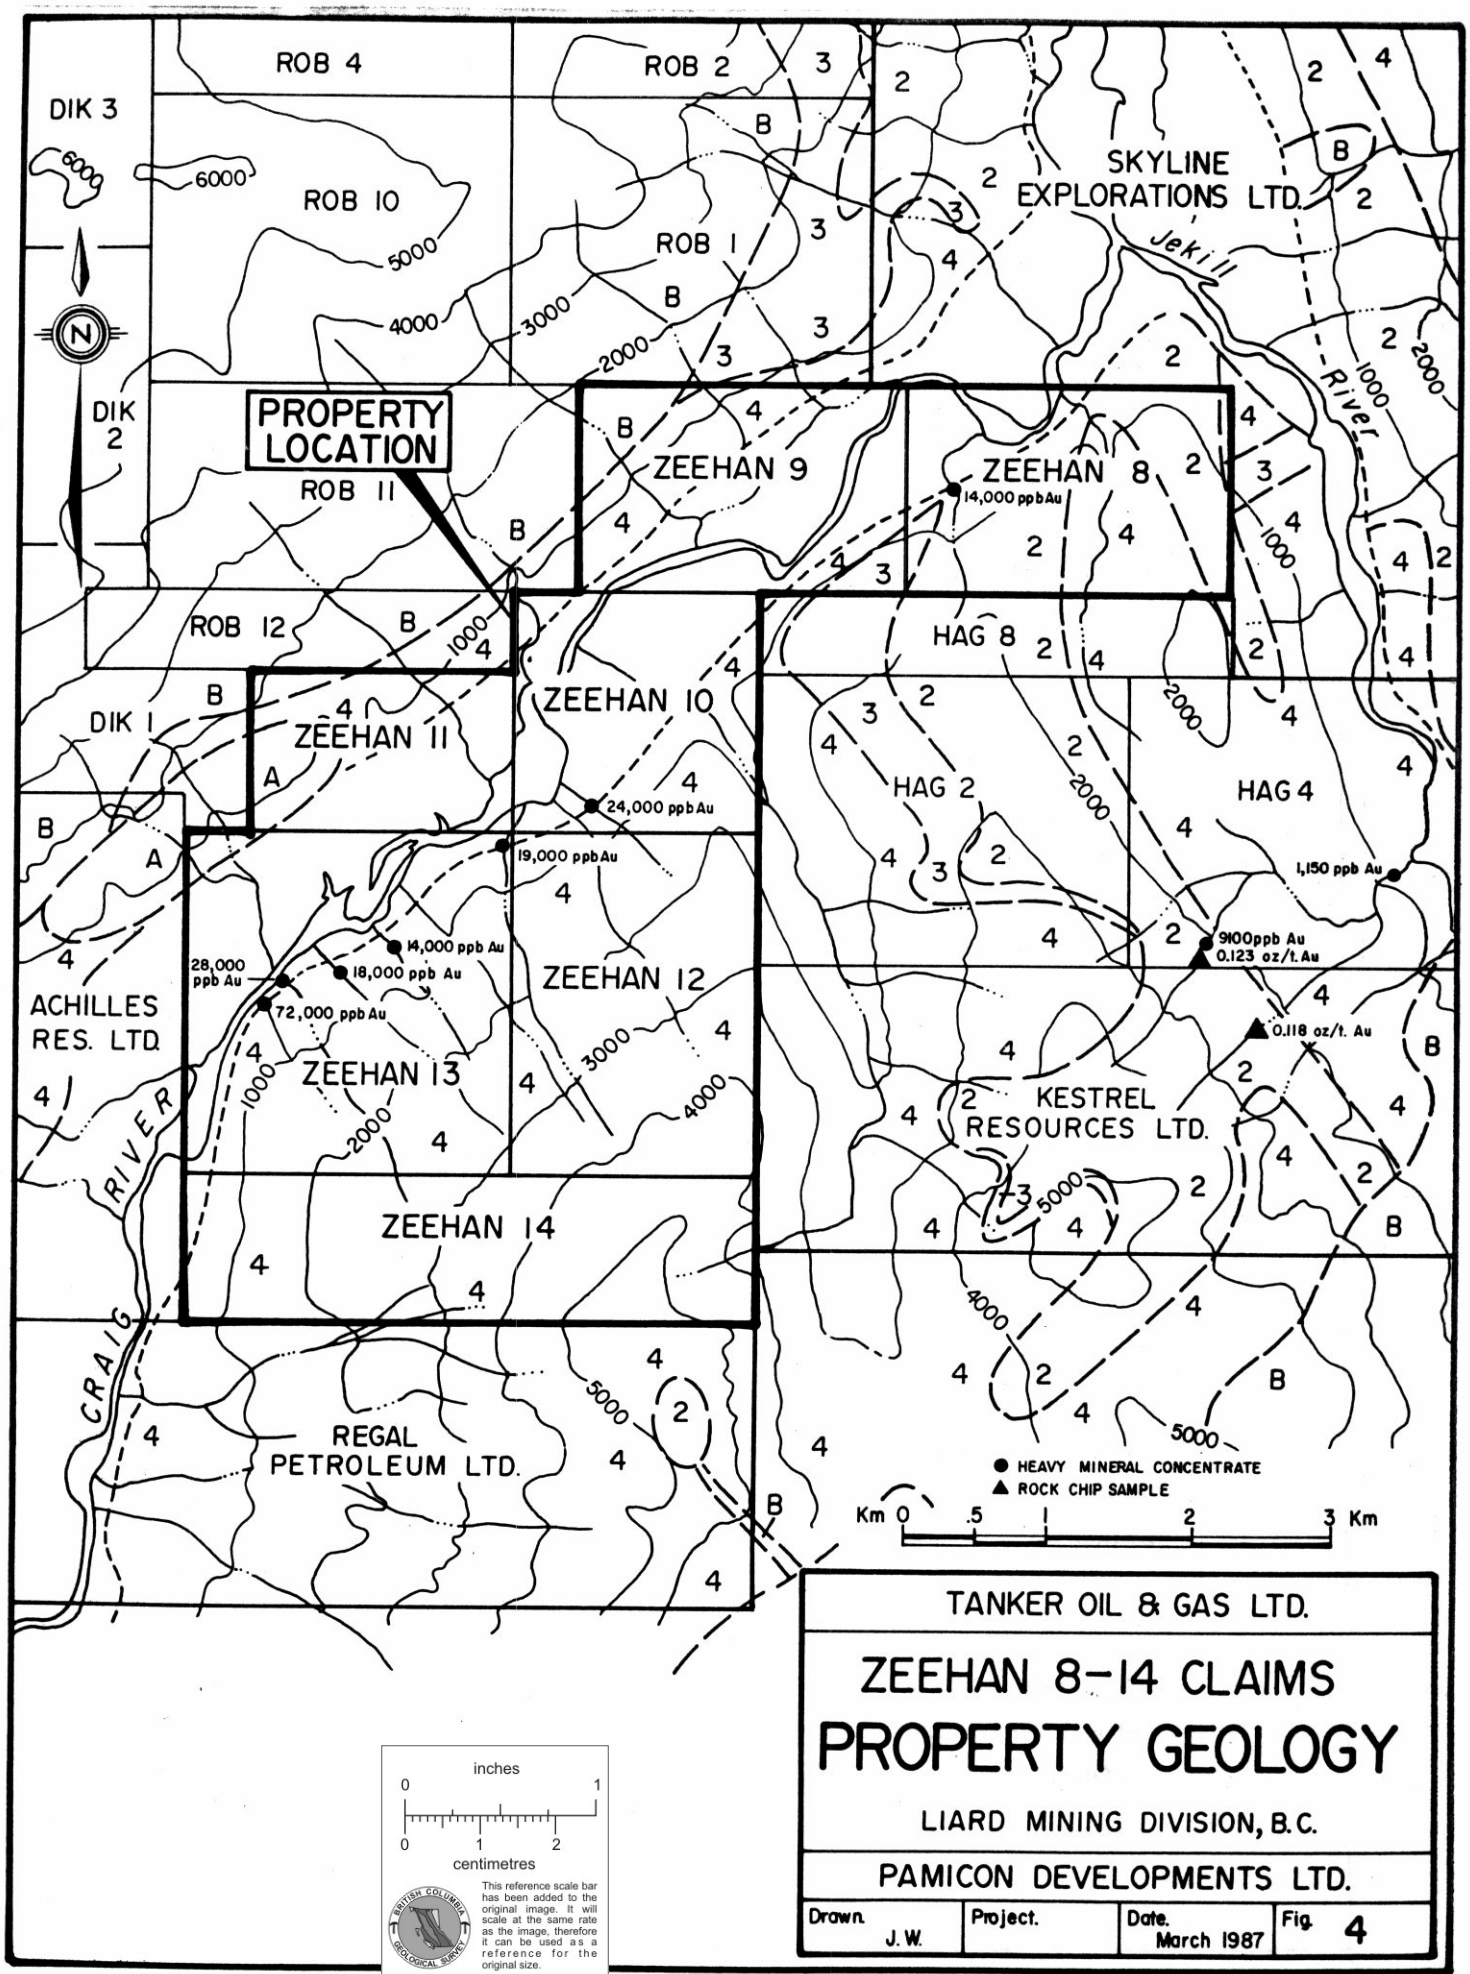 ROB 4
ROB 2
3
2
2
4
DIK 3
B
B
6000
6000
SKYLINE
EXPLORATIONS LTD.
2
2
ROB 10
3
ROB 1
3
Jekill
5000
4
B
N
4000
3000
3
2000
3
2
2
2000
1000
River
DIK
2
PROPERTY
LOCATION
4
4
B
ZEEHAN 9
ZEEHAN 8
2
3
ROB 11
14,000 ppb Au
B
4
4
4
2
1000
4
3
4
2
ROB 12
B
1000
4
HAG 8
2
4
2
4
4
B
ZEEHAN 10
2
2000
DIK 1
4
3
4
ZEEHAN 11
4
2
A
4
HAG 2
2000
HAG 4
4
24,000 ppb Au
B
4
A
19,000 ppb Au
4
3
2
1,150 ppb Au
4
14,000 ppb Au
4
2
9100ppb Au
0.123 oz/t. Au
4
28,000
ppb Au
18,000 ppb Au
ZEEHAN 12
4
ACHILLES
RES. LTD.
72,000 ppb Au
4
0.118 oz/t. Au
4
3000
4
B
ZEEHAN 13
4
2
4
1000
4000
4
2
KESTREL
RESOURCES LTD.
4
RIVER
2000
4
4
2
3
5000
2
ZEEHAN 14
4
4
B
4
4
4000
4
CRAIG
4
5000
4
2
B
2
4
4
REGAL
PETROLEUM LTD.
4
4
5000
HEAVY MINERAL CONCENTRATE
ROCK CHIP SAMPLE
B
Km 0 .5 1 2 3 Km
4
TANKER OIL & GAS LTD.
ZEEHAN 8-14 CLAIMS
PROPERTY GEOLOGY
LIARD MINING DIVISION, B.C.
PAMICON DEVELOPMENTS LTD.
Drawn.
J.W.
Project.
Date.
March 1987
Fig.
4
inches
0 1
0 1 2
centimetres
BRITISH COLUMBIA
GEOLOGICAL SURVEY
This reference scale bar
has been added to the
original image. It will
scale at the same rate
as the image, therefore
it can be used as a
reference for the
original size.